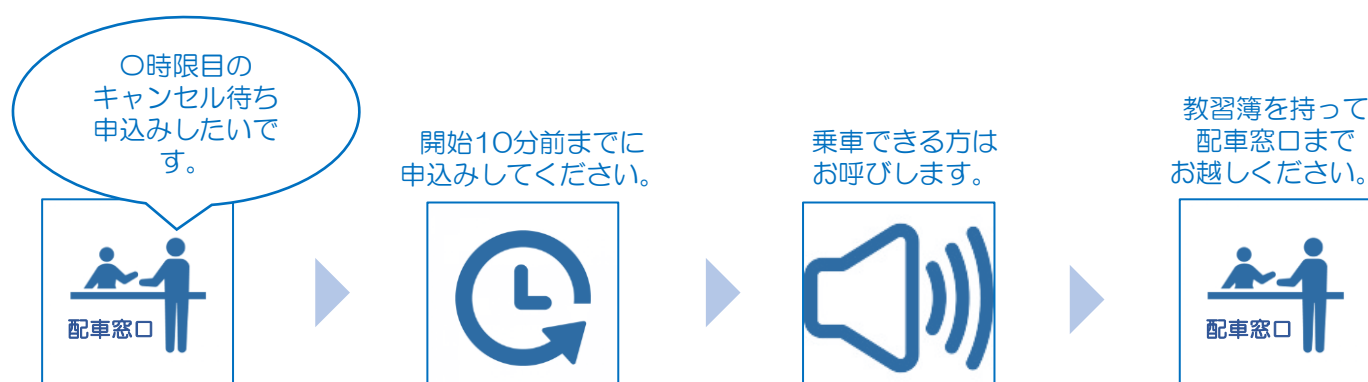 〇時限目の
キャンセル待ち
申込みしたいで
す。
配車窓口
開始10分前までに
申込みしてください。
乗車できる方は
お呼びします。
教習簿を持って
配車窓口まで
お越しください。
配車窓口